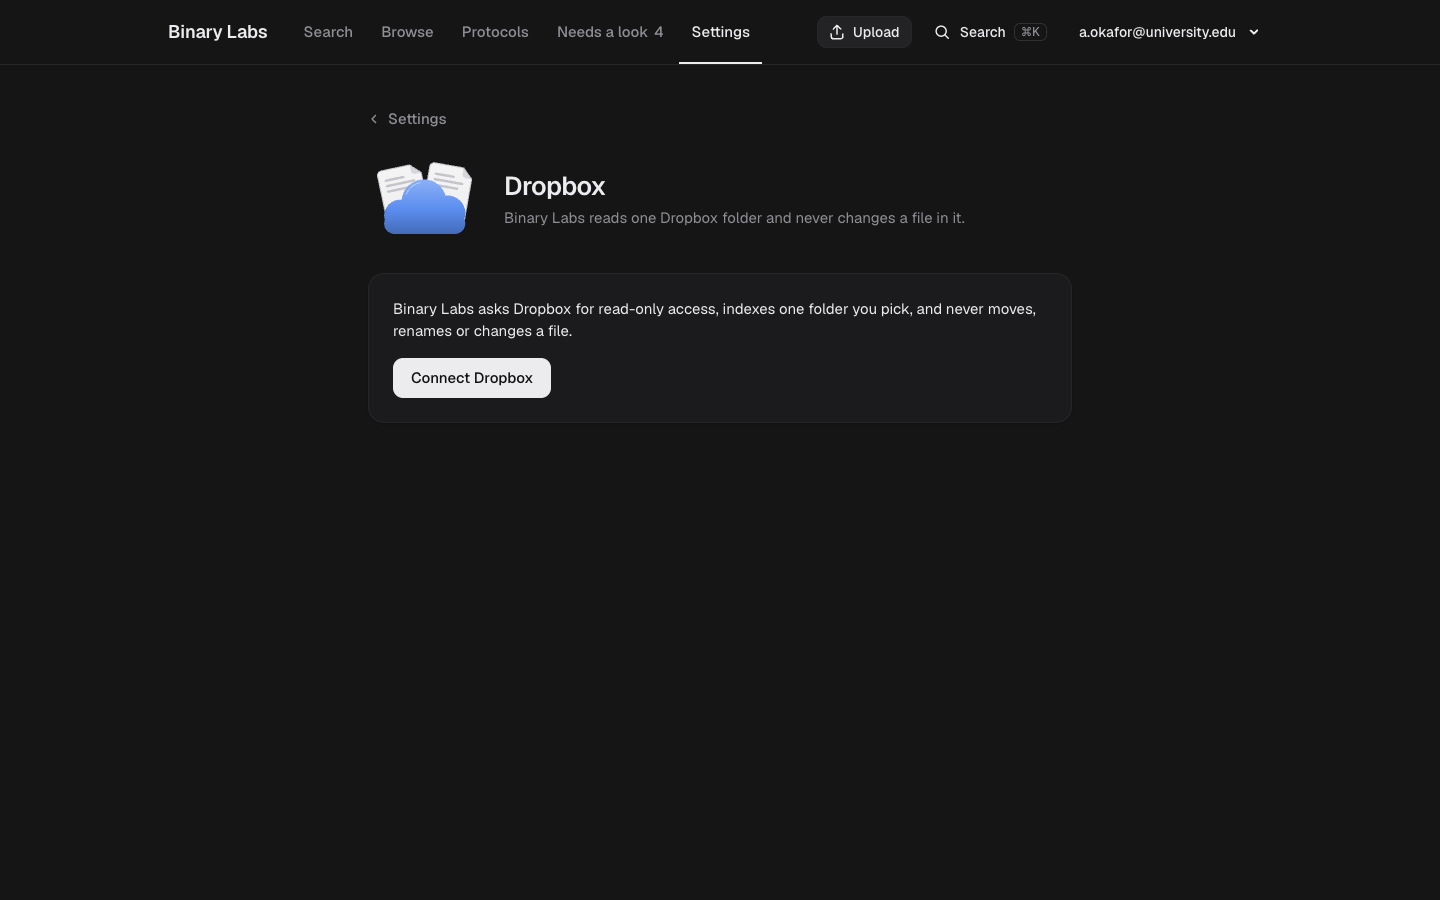 Binary Labs
Search
Browse
Protocols
Needs a look 4
Settings
Upload
Search ⌘K
a.okafor@university.edu
Settings
Dropbox
Binary Labs reads one Dropbox folder and never changes a file in it.
Binary Labs asks Dropbox for read-only access, indexes one folder you pick, and never moves,
renames or changes a file.
Connect Dropbox